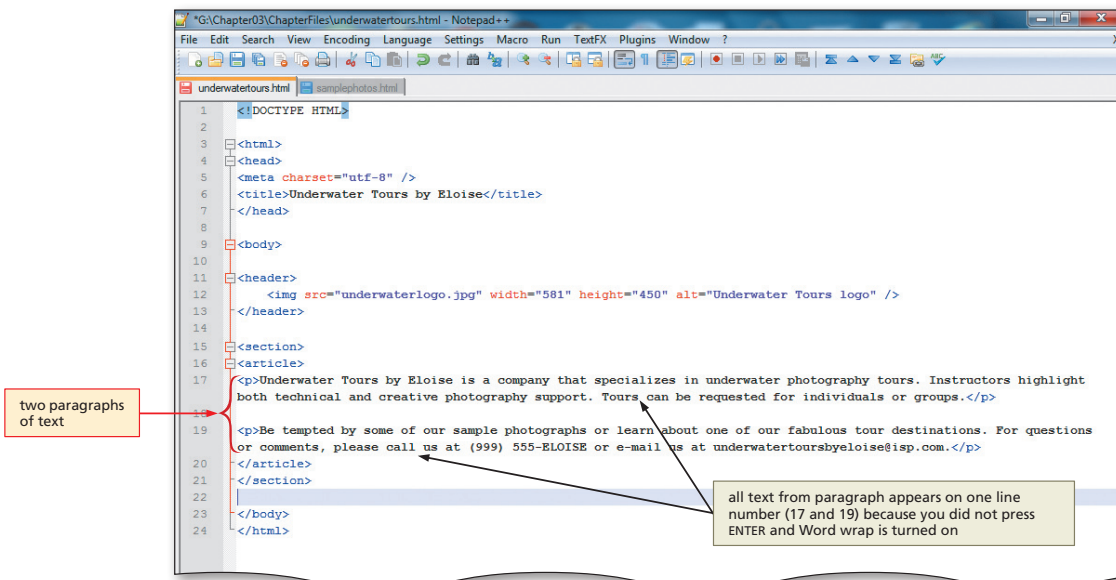 *G:\Chapter03\ChapterFiles\underwatertours.html - Notepad++
File Edit Search View Encoding Language Settings Macro Run TextFX Plugins Window ? X
underwatertours.html samplephotos.html
1 <!DOCTYPE HTML>
2
3 <html>
4 <head>
5 <meta charset="utf-8" />
6 <title>Underwater Tours by Eloise</title>
7 </head>
8
9 <body>
10
11 <header>
12 <img src="underwaterlogo.jpg" width="581" height="450" alt="Underwater Tours logo" />
13 </header>
14
15 <section>
16 <article>
17 <p>Underwater Tours by Eloise is a company that specializes in underwater photography tours. Instructors highlight
both technical and creative photography support. Tours can be requested for individuals or groups.</p>
18
19 <p>Be tempted by some of our sample photographs or learn about one of our fabulous tour destinations. For questions
or comments, please call us at (999) 555-ELOISE or e-mail us at underwatertoursbyeloise@isp.com.</p>
20 </article>
21 </section>
22
23 </body>
24 </html>
two paragraphs
of text
all text from paragraph appears on one line
number (17 and 19) because you did not press
ENTER and Word wrap is turned on